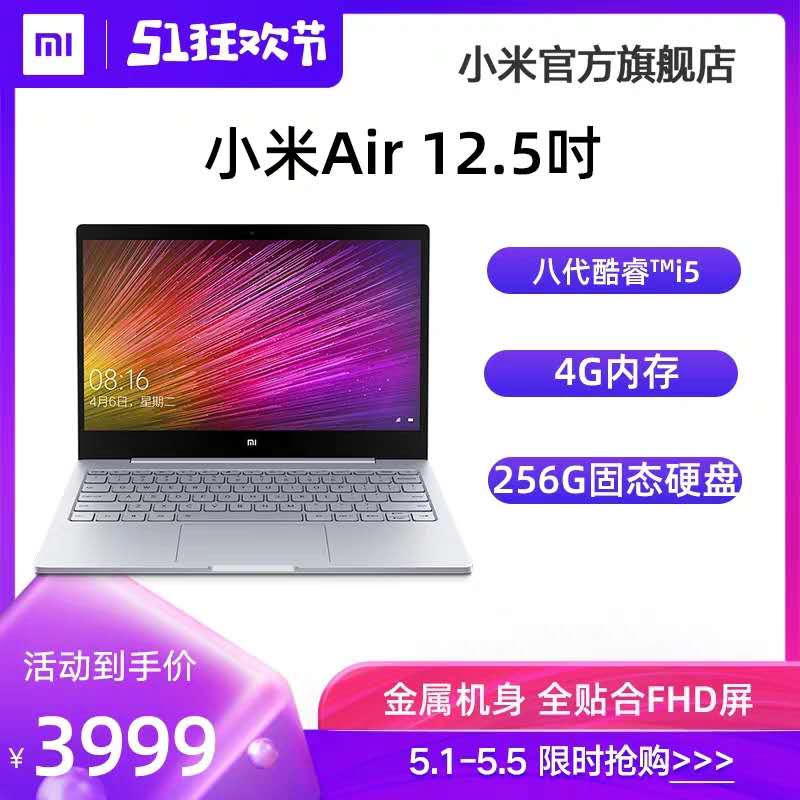 mi 51狂欢节
小米官方旗舰店
小米Air 12.5吋
八代酷睿™i5
4G内存
256G固态硬盘
08:16
4月6日，星期二
mi
活动到手价
¥3999
金属机身 全贴合FHD屏
5.1-5.5 限时抢购>>>